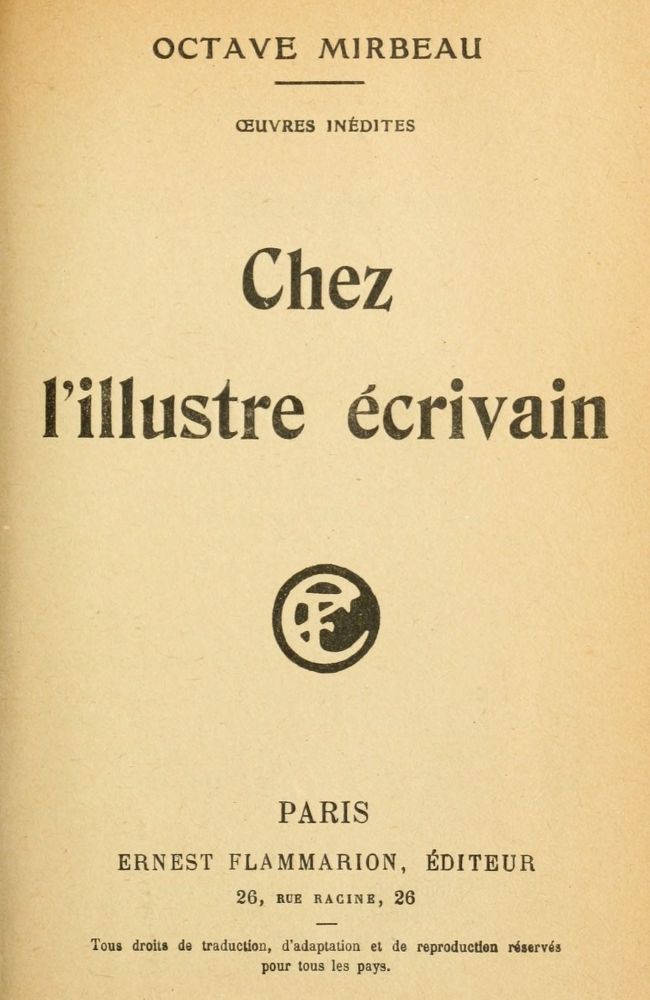 OCTAVE MIRBEAU
ŒUVRES INÉDITES
Chez
l'illustre écrivain
PARIS
ERNEST FLAMMARION, ÉDITEUR
26, RUE RACINE, 26
Tous droits de traduction, d'adaptation et de reproduction réservés
pour tous les pays.